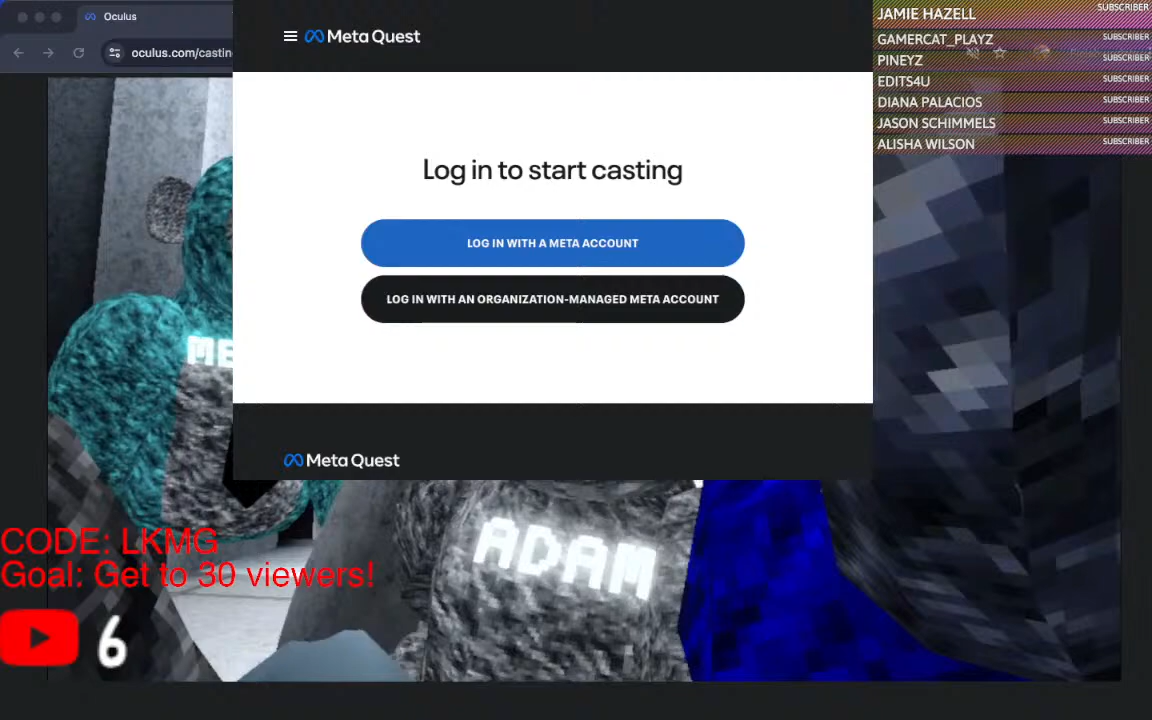 Oculus
oculus.com/castin
Meta Quest
Log in to start casting
LOG IN WITH A META ACCOUNT
LOG IN WITH AN ORGANIZATION-MANAGED META ACCOUNT
Meta Quest
JAMIE HAZELL SUBSCRIBER
GAMERCAT_PLAYZ SUBSCRIBER
PINEYZ SUBSCRIBER
EDITS4U SUBSCRIBER
DIANA PALACIOS SUBSCRIBER
JASON SCHIMMELS SUBSCRIBER
ALISHA WILSON SUBSCRIBER
ME
ADAM
CODE: LKMG
Goal: Get to 30 viewers!
6